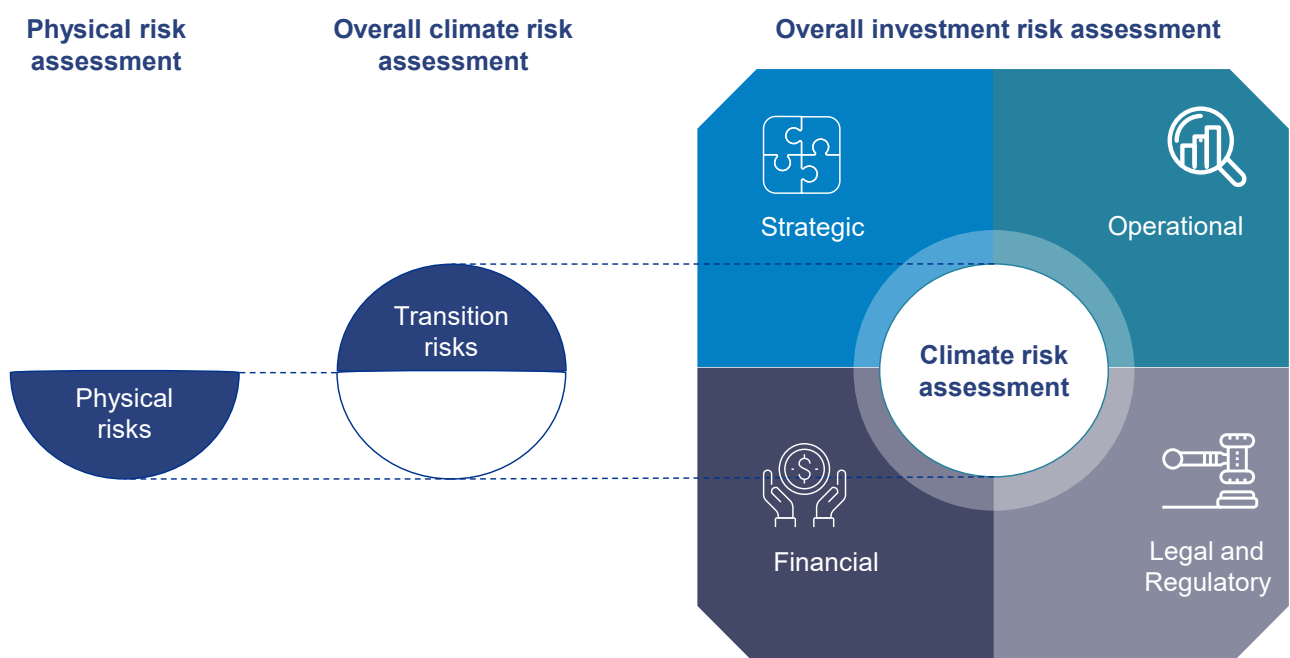 Physical risk
assessment
Overall climate risk
assessment
Overall investment risk assessment
Physical
risks
Transition
risks
Strategic
Operational
Climate risk
assessment
$
Financial
Legal and
Regulatory